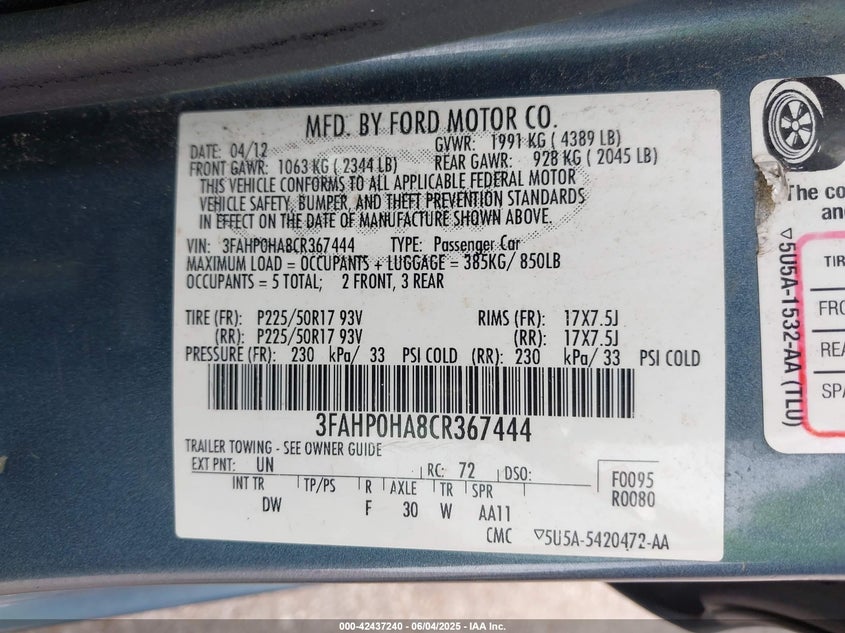 MFD. BY FORD MOTOR CO.
DATE: 04/12 GVWR: 1991 KG ( 4389 LB)
FRONT GAWR: 1063 KG ( 2344 LB) REAR GAWR: 928 KG ( 2045 LB)
THIS VEHICLE CONFORMS TO ALL APPLICABLE FEDERAL MOTOR
VEHICLE SAFETY, BUMPER, AND THEFT PREVENTION STANDARDS
IN EFFECT ON THE DATE OF MANUFACTURE SHOWN ABOVE.
VIN: 3FAHP0HA8CR367444 TYPE: Passenger Car
MAXIMUM LOAD = OCCUPANTS + LUGGAGE = 385KG/ 850LB
OCCUPANTS = 5 TOTAL; 2 FRONT, 3 REAR
TIRE (FR): P225/50R17 93V RIMS (FR): 17X7.5J
(RR): P225/50R17 93V (RR): 17X7.5J
PRESSURE (FR): 230 kPa/ 33 PSI COLD (RR): 230 kPa/ 33 PSI COLD
3FAHP0HA8CR367444
TRAILER TOWING - SEE OWNER GUIDE
EXT PNT: UN RC: 72 DSO:
INT TR TP/PS R AXLE TR SPR
DW F 30 W AA11
F0095
R0080
CMC ▽5U5A-5420472-AA
▽5U5A-1532-AA (TLU)
The co
an
TIR
FRO
REA
SPA
000-42437240 - 06/04/2025 - IAA Inc.